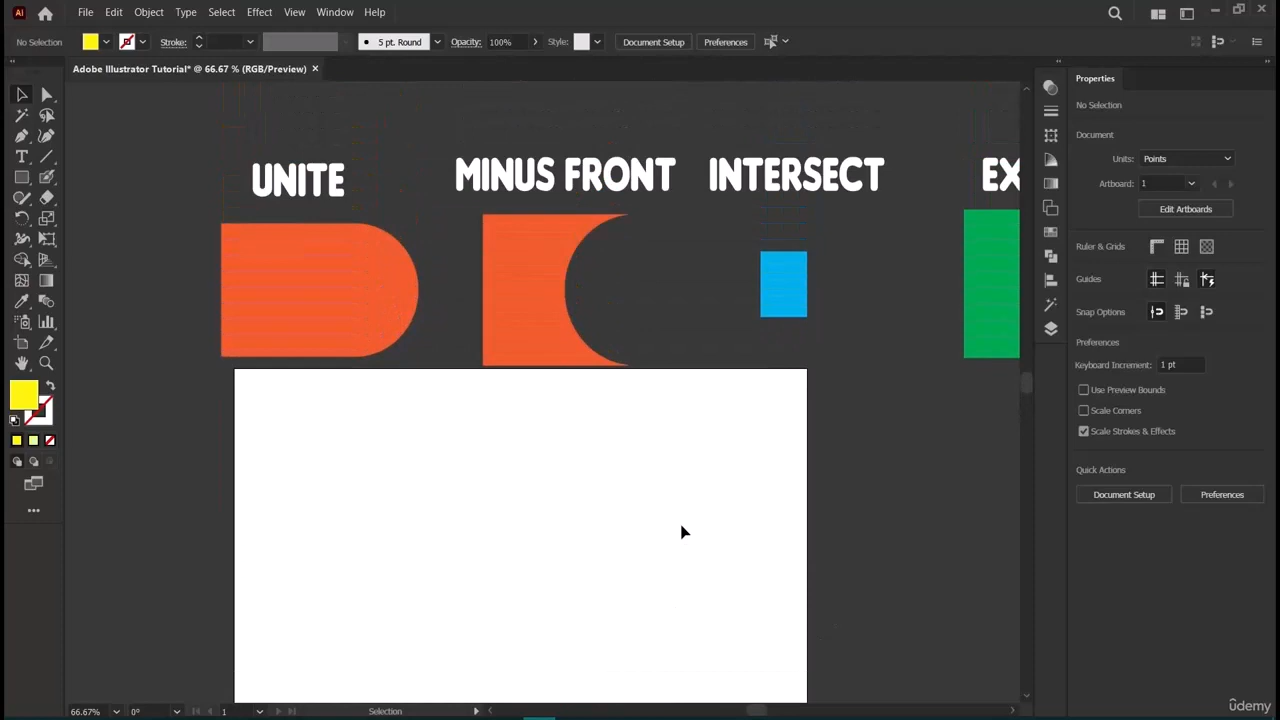 Ai
File Edit Object Type Select Effect View Window Help
No Selection
Stroke:
5 pt. Round
Opacity: 100%
Style:
Document Setup
Preferences
Adobe Illustrator Tutorial* @ 66.67 % (RGB/Preview) ×
Properties
No Selection
Document
Units: Points
Artboard: 1
Edit Artboards
Ruler & Grids
Guides
Snap Options
Preferences
Keyboard Increment: 1 pt
Use Preview Bounds
Scale Corners
Scale Strokes & Effects
Quick Actions
Document Setup
Preferences
UNITE
MINUS FRONT
INTERSECT
EX
66.67%
0°
1
Selection
udemy